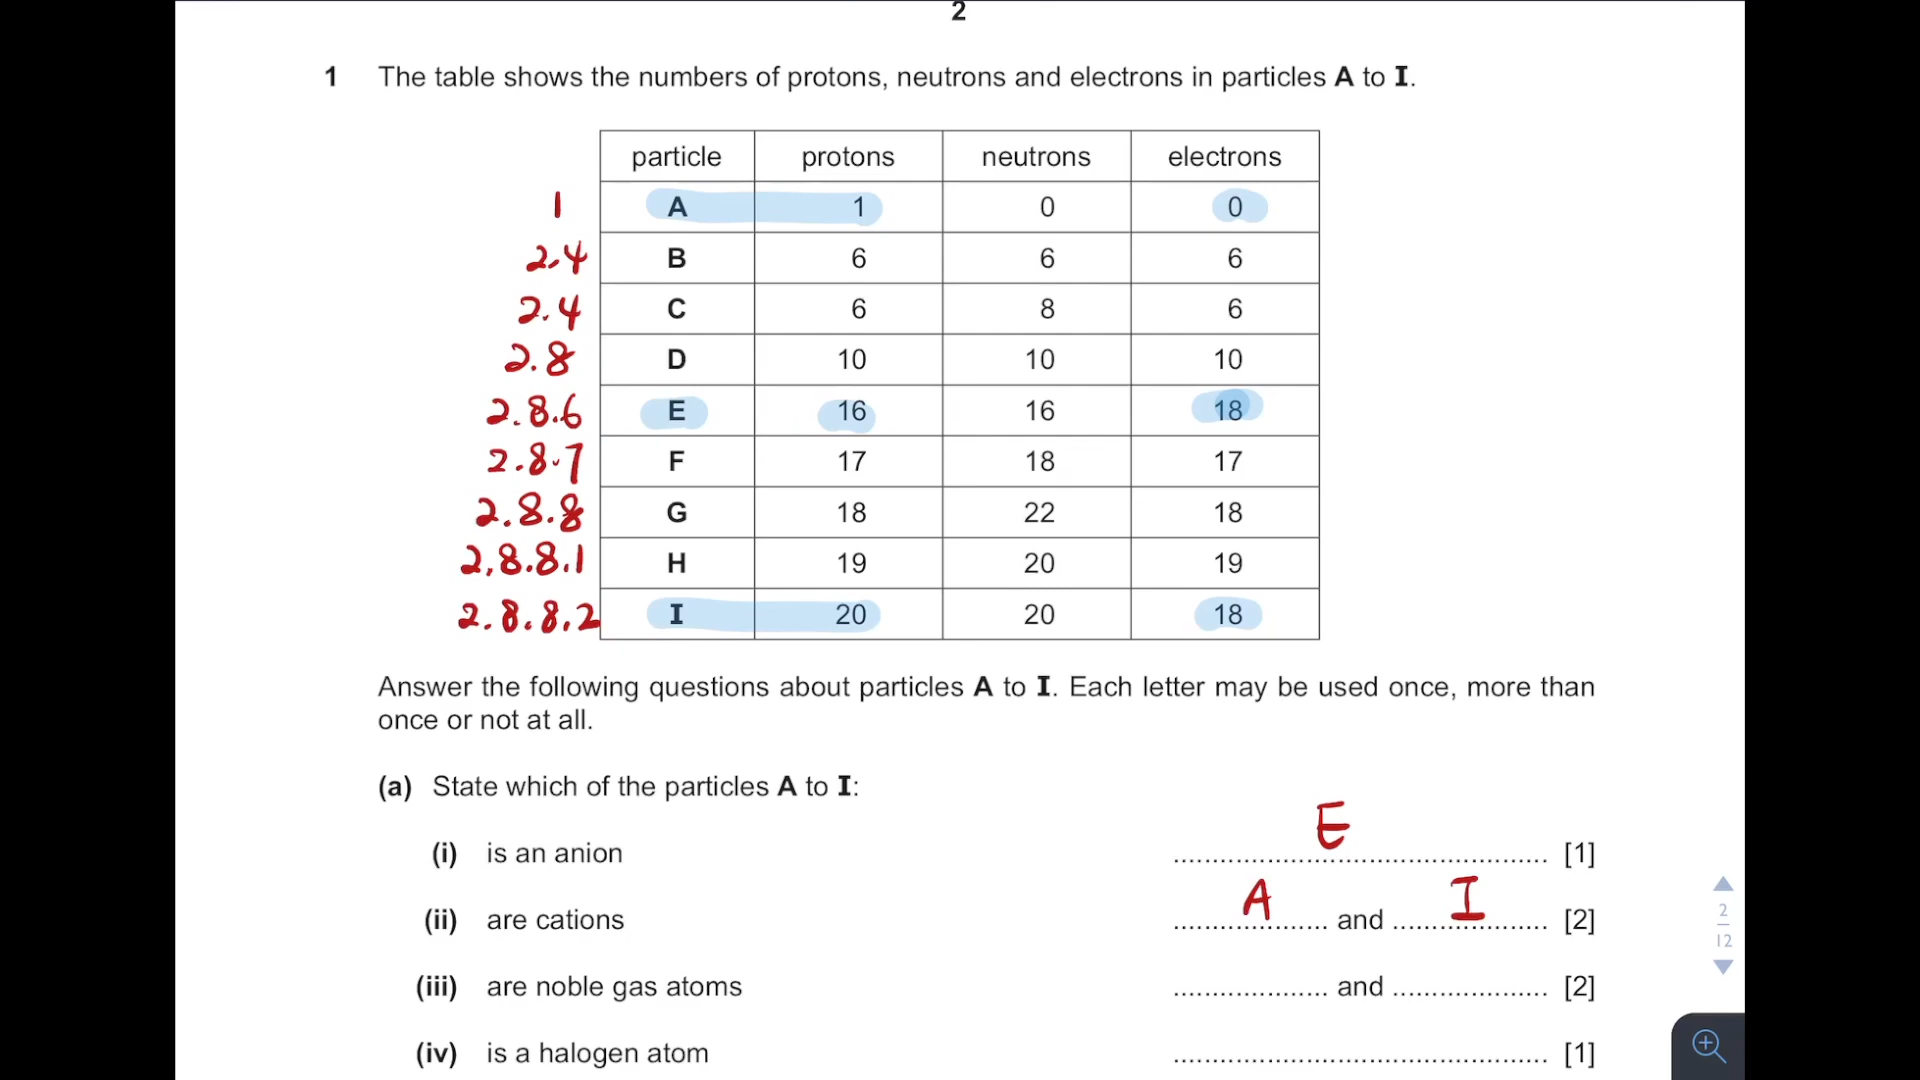 2
1 The table shows the numbers of protons, neutrons and electrons in particles A to I.
particle protons neutrons electrons
1 A 1 0 0
2.4 B 6 6 6
2.4 C 6 8 6
2.8 D 10 10 10
2.8.6 E 16 16 18
2.8.7 F 17 18 17
2.8.8 G 18 22 18
2.8.8.1 H 19 20 19
2.8.8.2 I 20 20 18
Answer the following questions about particles A to I. Each letter may be used once, more than
once or not at all.
(a) State which of the particles A to I:
(i) is an anion E [1]
(ii) are cations A and I [2]
(iii) are noble gas atoms .................... and .................... [2]
(iv) is a halogen atom ................................................. [1]
2
12